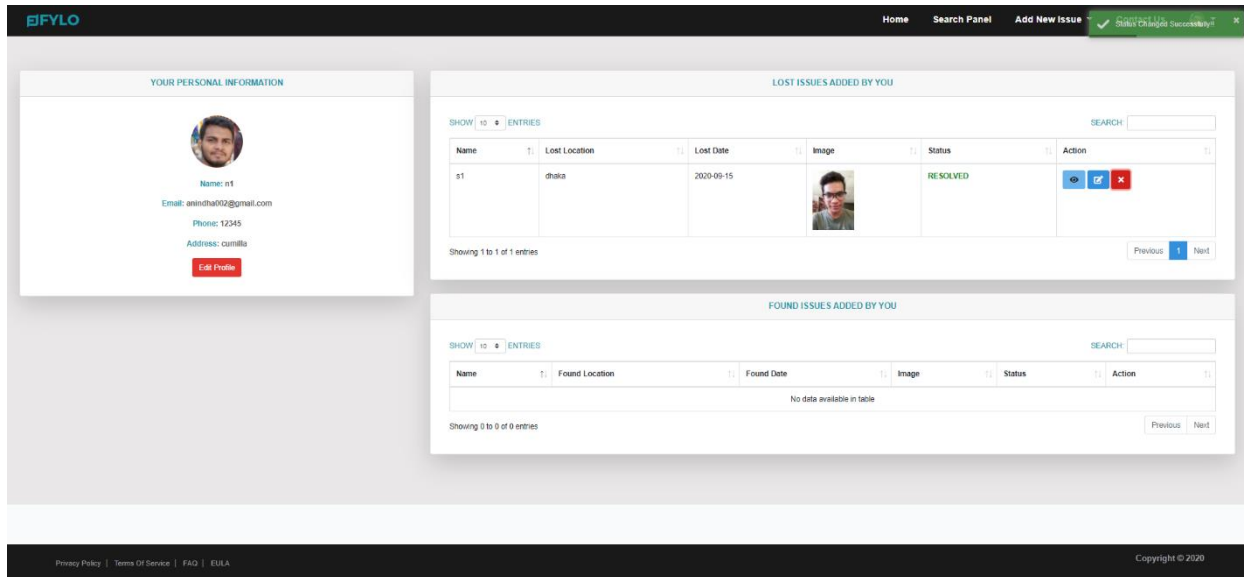 FYLO
Home Search Panel Add New Issue Contact Us
Status Changed Successfully
YOUR PERSONAL INFORMATION
Name: n1
Email: anindha002@gmail.com
Phone: 12345
Address: cumilla
Edit Profile
LOST ISSUES ADDED BY YOU
SHOW 10 ENTRIES
SEARCH:
Name Lost Location Lost Date Image Status Action
s1 dhaka 2020-09-15 RESOLVED
Showing 1 to 1 of 1 entries
Previous 1 Next
FOUND ISSUES ADDED BY YOU
SHOW 10 ENTRIES
SEARCH:
Name Found Location Found Date Image Status Action
No data available in table
Showing 0 to 0 of 0 entries
Previous Next
Privacy Policy | Terms Of Service | FAQ | EULA
Copyright © 2020